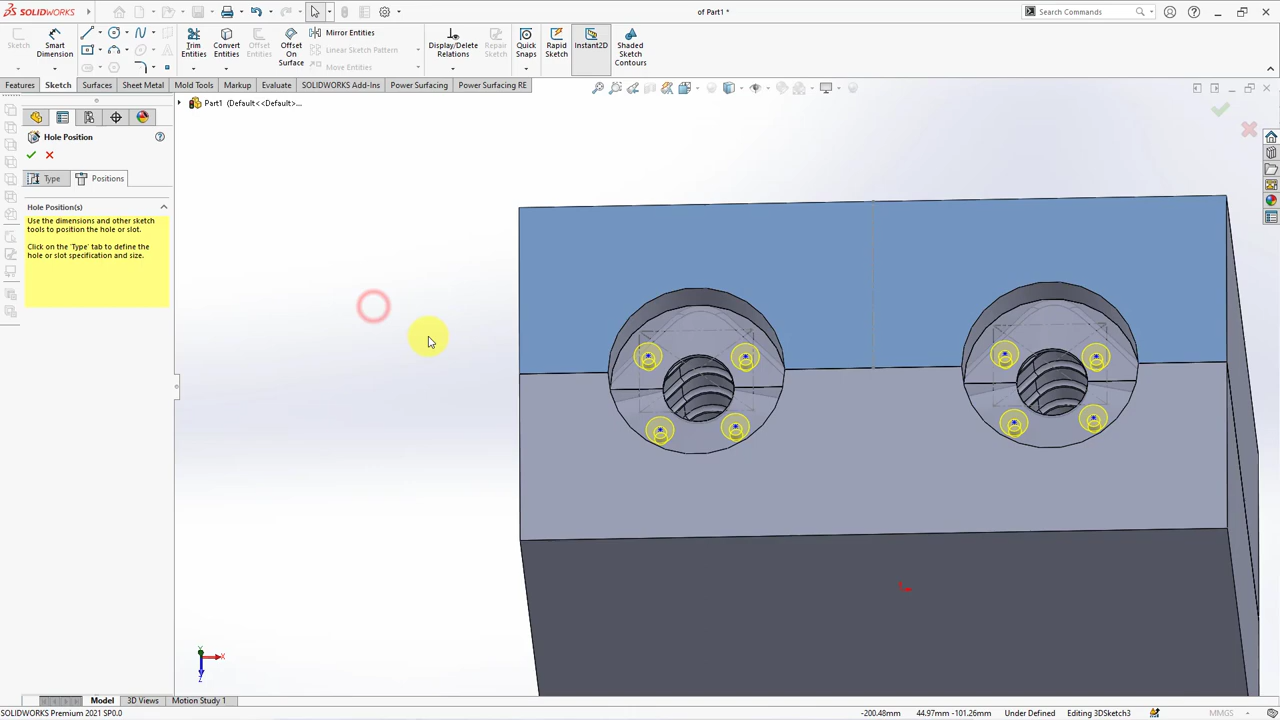 SOLIDWORKS
of Part1 *
Search Commands
Sketch
Smart
Dimension
Trim
Entities
Convert
Entities
Offset
Entities
Offset
On
Surface
Mirror Entities
Linear Sketch Pattern
Move Entities
Display/Delete
Relations
Repair
Sketch
Quick
Snaps
Rapid
Sketch
Instant2D
Shaded
Sketch
Contours
Features
Sketch
Surfaces
Sheet Metal
Mold Tools
Markup
Evaluate
SOLIDWORKS Add-Ins
Power Surfacing
Power Surfacing RE
Part1 (Default<<Default>...
Hole Position
Type
Positions
Hole Position(s)
Use the dimensions and other sketch
tools to position the hole or slot.
Click on the 'Type' tab to define the
hole or slot specification and size.
Y
X
Z
Model
3D Views
Motion Study 1
SOLIDWORKS Premium 2021 SP0.0
-200.48mm
44.97mm -101.26mm
Under Defined
Editing 3DSketch3
MMGS